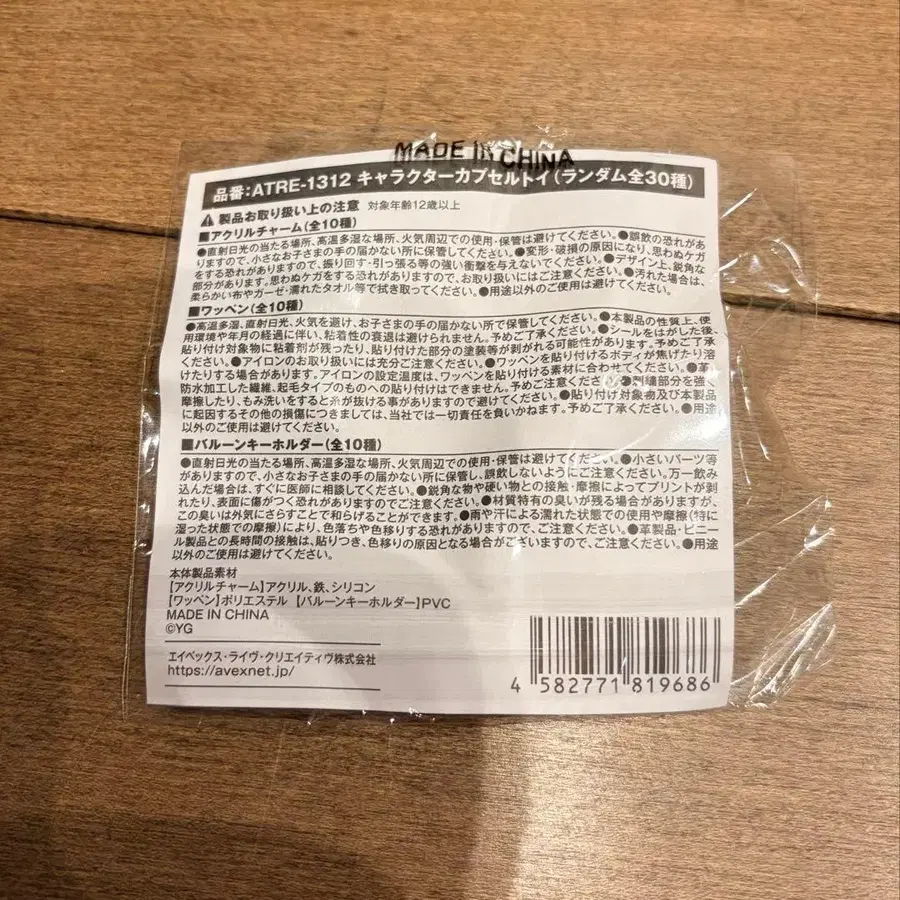 MADE IN CHINA
品番:ATRE-1312 キャラクターカプセルトイ(ランダム全30種)
製品お取り扱い上の注意 対象年齢12歳以上
■アクリルチャーム(全10種)
●直射日光の当たる場所、高温多湿な場所、火気周辺での使用・保管は避けてください。●誤飲の恐れがあ
りますので、小さなお子さまの手の届かない所に保管してください。●変形・破損の原因になり、思わぬケガ
をする恐れがありますので、振り回す・引っ張る等の強い衝撃を与えないでください。●デザイン上、鋭角な
部分があります。思わぬケガをする恐れがありますので、お取り扱いにはご注意ください。●汚れた場合は、
柔らかい布やガーゼ・濡れたタオル等で拭き取ってください。●用途以外のご使用は避けてください。
■ワッペン(全10種)
●高温多湿、直射日光、火気を避け、お子さまの手の届かない所で保管してください。●本製品の性質上、使
用環境や年月の経過に伴い、粘着性の衰退は避けられません。予めご了承ください。●シールをはがした後、
貼り付け対象物に粘着剤が残ったり、貼り付けた部分の塗装等が剥がれる可能性があります。予めご了承
ください。●アイロンのお取り扱いには充分ご注意ください。●ワッペンを貼り付けるボディが焦げたり溶
けたりする場合があります。アイロンの設定温度は、ワッペンを貼り付ける素材に合わせてください。●革、
防水加工した繊維、起毛タイプのものへの貼り付けはできません。予めご注意ください。●刺繍部分を強く
摩擦したり、もみ洗いをすると糸が抜ける事がありますので避けてください。●貼り付け対象物及び本製品
に起因するその他の損傷につきましては、当社では一切責任を負いかねます。予めご了承ください。●用途
以外のご使用は避けてください。
■バルーンキーホルダー(全10種)
●直射日光の当たる場所、高温多湿な場所、火気周辺での使用・保管は避けてください。●小さいパーツ等
がありますので、小さなお子さまの手の届かない所に保管し、誤飲しないようにご注意ください。万一飲み
込んだ場合は、すぐに医師に相談してください。●鋭角な物や硬い物との接触・摩擦によってプリントが剥
れたり、表面に傷がつく恐れがありますのでご注意ください。●材質特有の臭いが残る場合がありますが、
この臭いは外気にさらすことで和らげることができます。●雨や汗による濡れた状態での使用や摩擦(特に
湿った状態での摩擦)により、色落ちや色移りする恐れがありますので、ご注意ください。●革製品・ビニー
ル製品との長時間の接触は、貼りつき、色移りの原因となる場合がございますので、ご注意ください。●用途
以外のご使用は避けてください。
本体製品素材
【アクリルチャーム】アクリル、鉄、シリコン
【ワッペン】ポリエステル 【バルーンキーホルダー】PVC
MADE IN CHINA
©YG
エイベックス・ライヴ・クリエイティヴ株式会社
https://avexnet.jp/
4 582771 819686